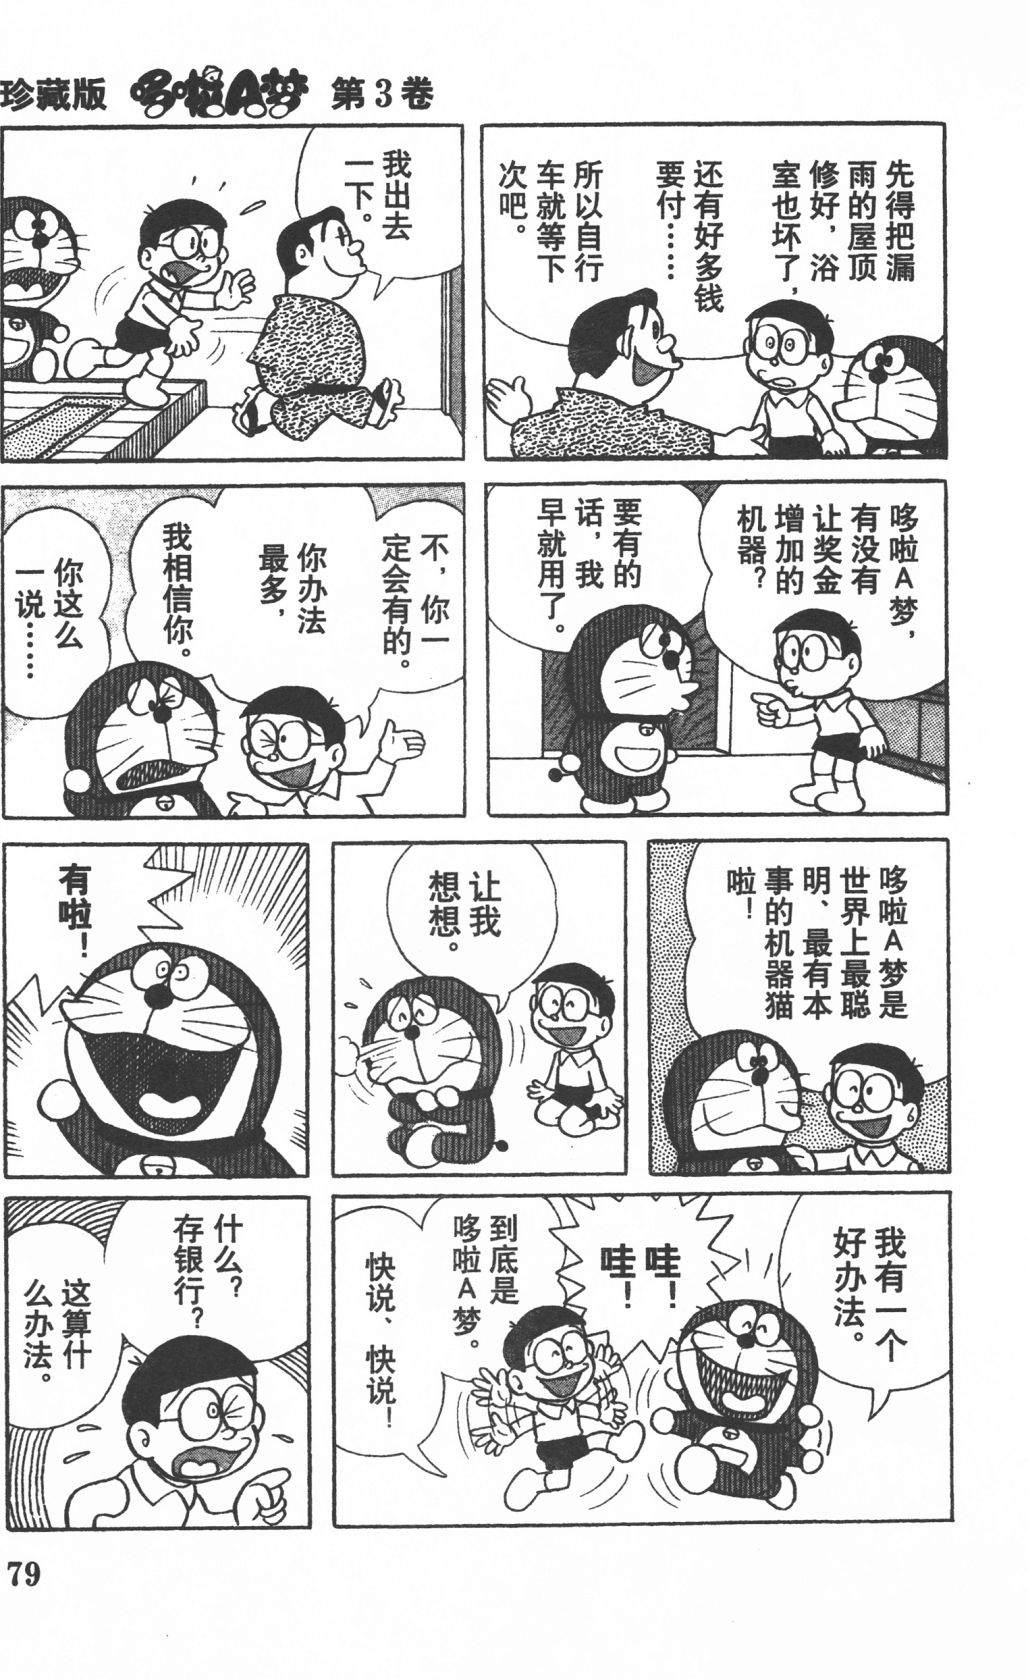 珍藏版 哆啦A梦 第3卷
先得把漏
雨的屋顶
修好，浴
室也坏了，
还有好多钱
要付……
所以自行
车就等下
次吧。
我出去
一下。
哆啦A梦，
有没有
让奖金
增加的
机器？
要有的
话，我
早就用了。
不，你一
定会有的。
你办法
最多，
我相信你。
你这么
一说……
哆啦A梦是
世界上最聪
明、最有本
事的机器猫
啦！
让我
想想。
有啦！
我有一个
好办法。
哇！
哇！
到底是
哆啦A梦。
快说、快说！
什么？
存银行？
这算什
么办法。
79